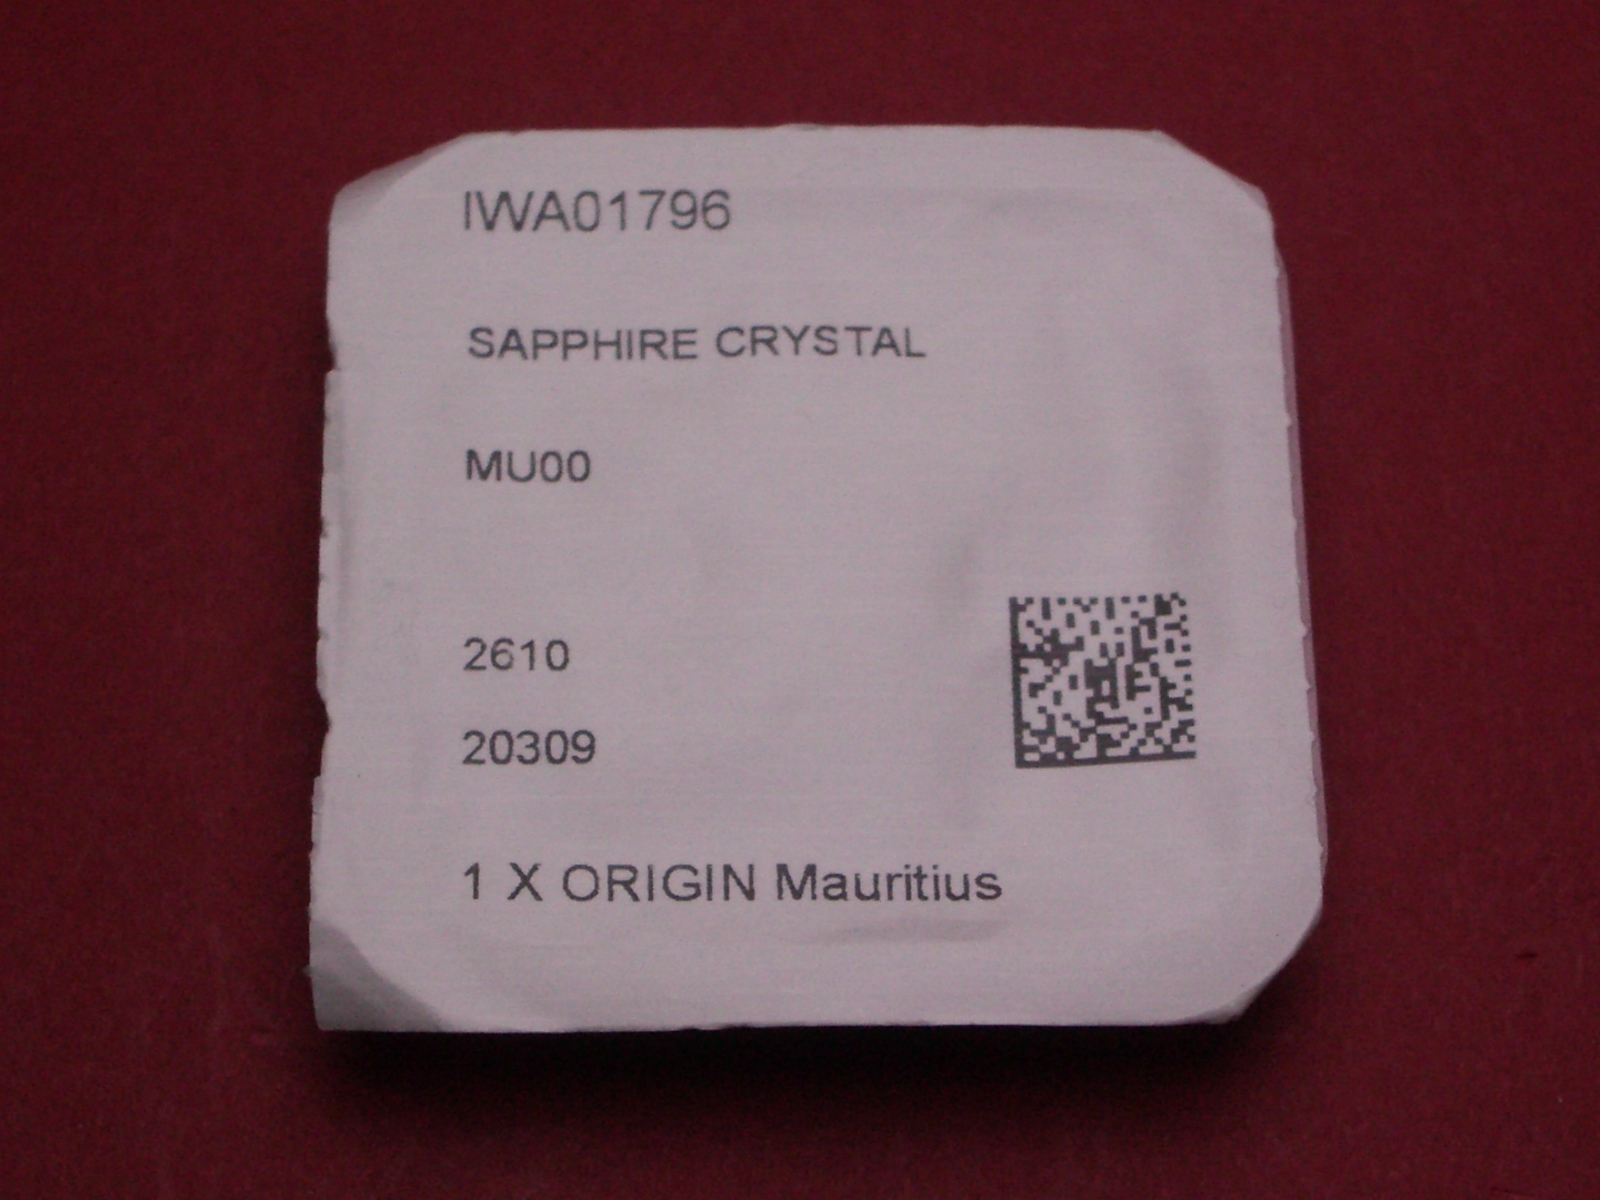 IWA01796
SAPPHIRE CRYSTAL
MU00
2610
20309
1 X ORIGIN Mauritius